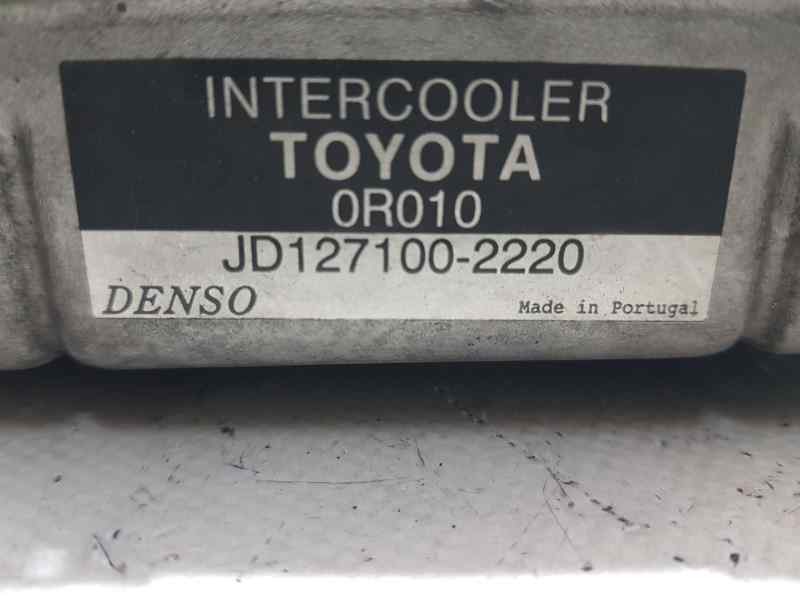 INTERCOOLER
TOYOTA
0R010
JD127100-2220
DENSO Made in Portugal